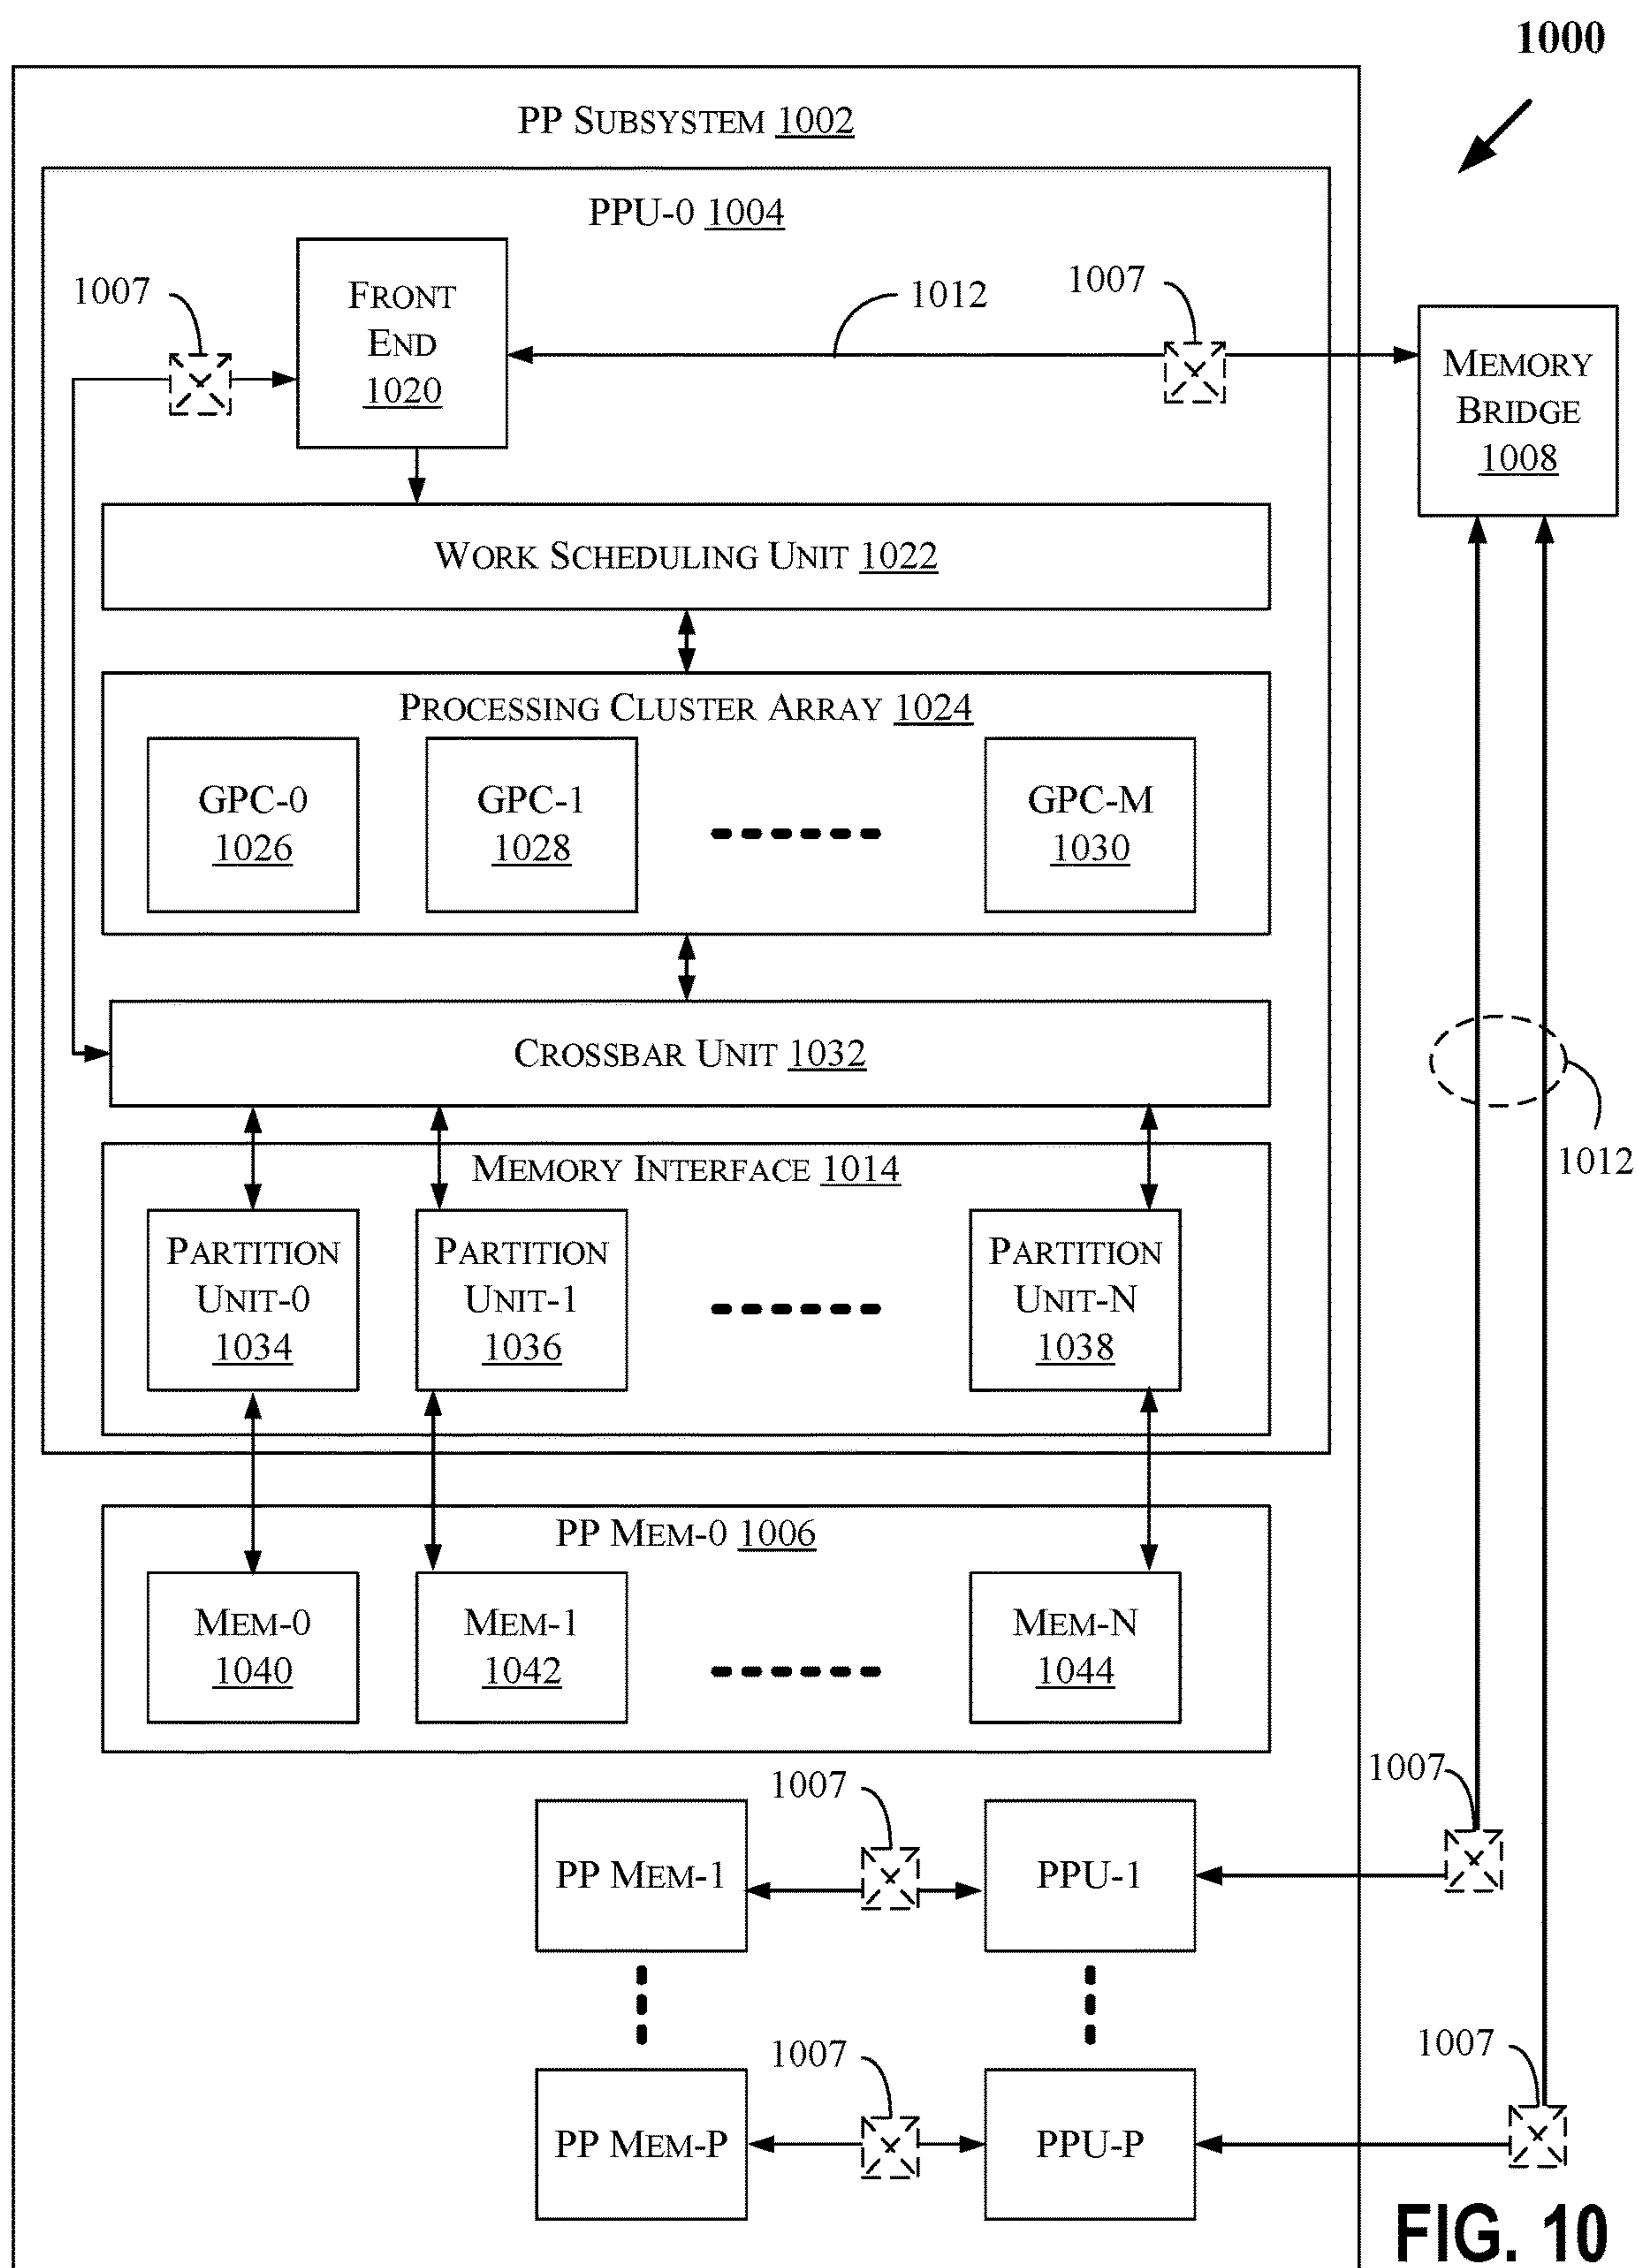 1000
PP SUBSYSTEM 1002
PPU-0 1004
1007
FRONT
END
1020
1012
1007
MEMORY
BRIDGE
1008
WORK SCHEDULING UNIT 1022
PROCESSING CLUSTER ARRAY 1024
GPC-0
1026
GPC-1
1028
GPC-M
1030
CROSSBAR UNIT 1032
1012
MEMORY INTERFACE 1014
PARTITION
UNIT-0
1034
PARTITION
UNIT-1
1036
PARTITION
UNIT-N
1038
PP MEM-0 1006
MEM-0
1040
MEM-1
1042
MEM-N
1044
1007
1007
PP MEM-1
PPU-1
1007
1007
PP MEM-P
PPU-P
FIG. 10